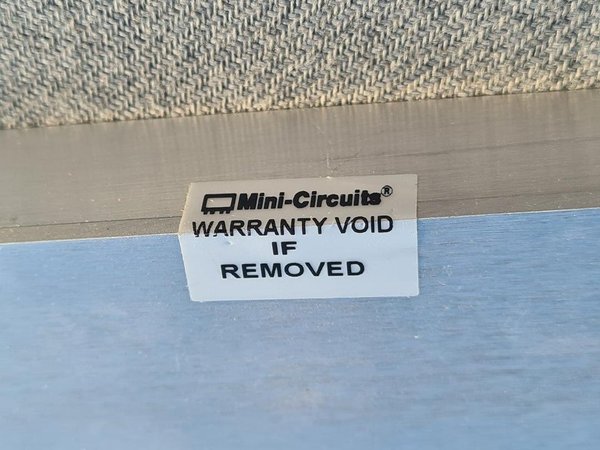 Mini-Circuits®
WARRANTY VOID
IF
REMOVED